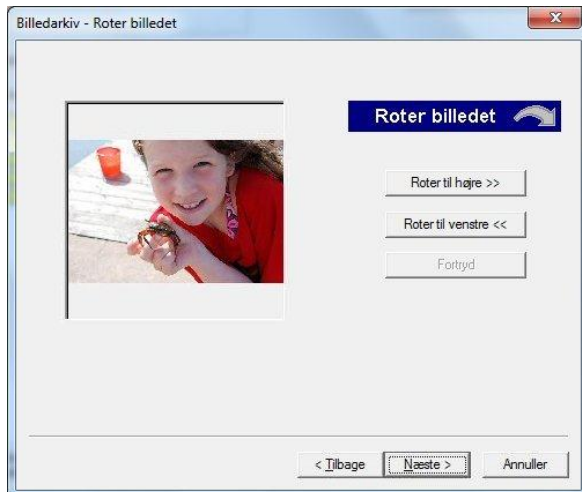 Billedarkiv - Roter billedet
Roter billedet
Roter til højre >>
Roter til venstre <<
Fortryd
< Tilbage
Næste >
Annuller